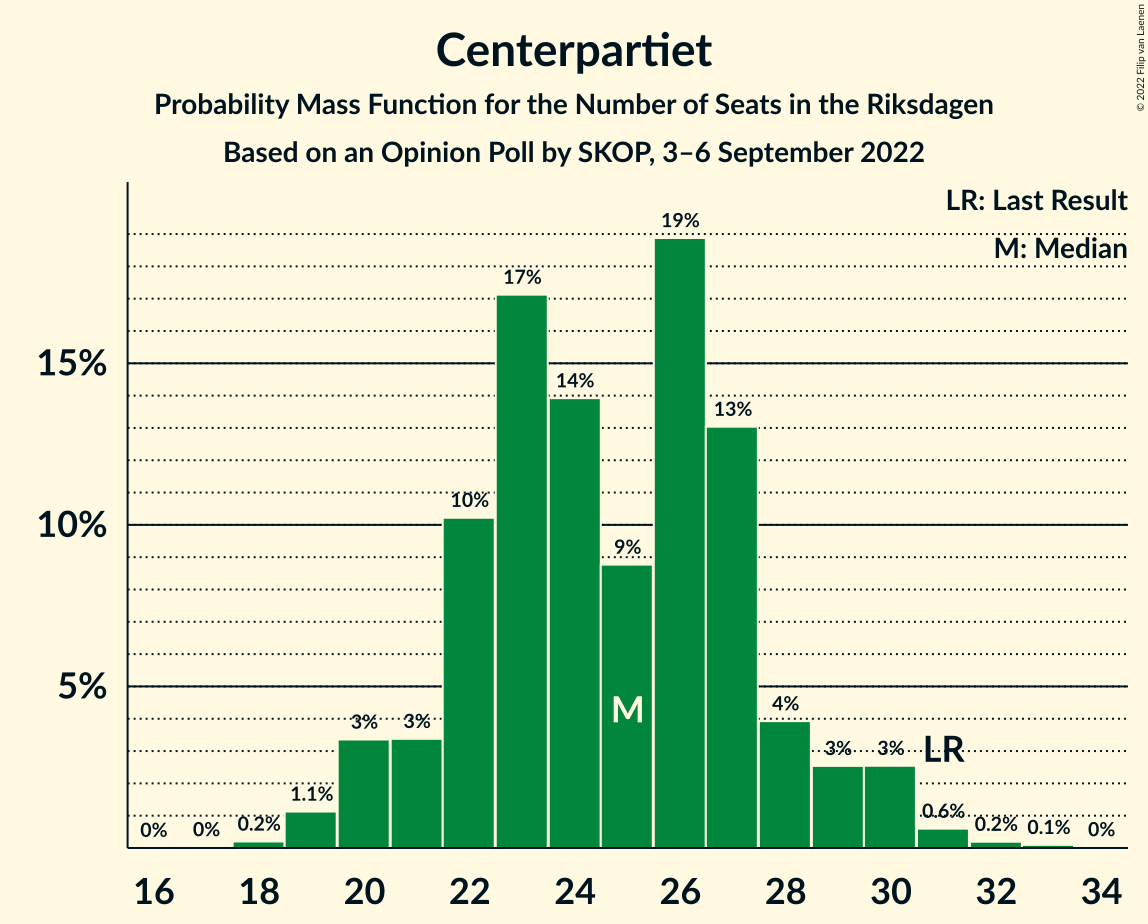 Centerpartiet
Probability Mass Function for the Number of Seats in the Riksdagen
Based on an Opinion Poll by SKOP, 3–6 September 2022
© 2022 Filip van Laenen
LR: Last Result
M: Median
15%
10%
5%
0%
0%
0.2%
1.1%
3%
3%
10%
17%
14%
9%
19%
13%
4%
3%
3%
0.6%
0.2%
0.1%
0%
M
LR
16 18 20 22 24 26 28 30 32 34